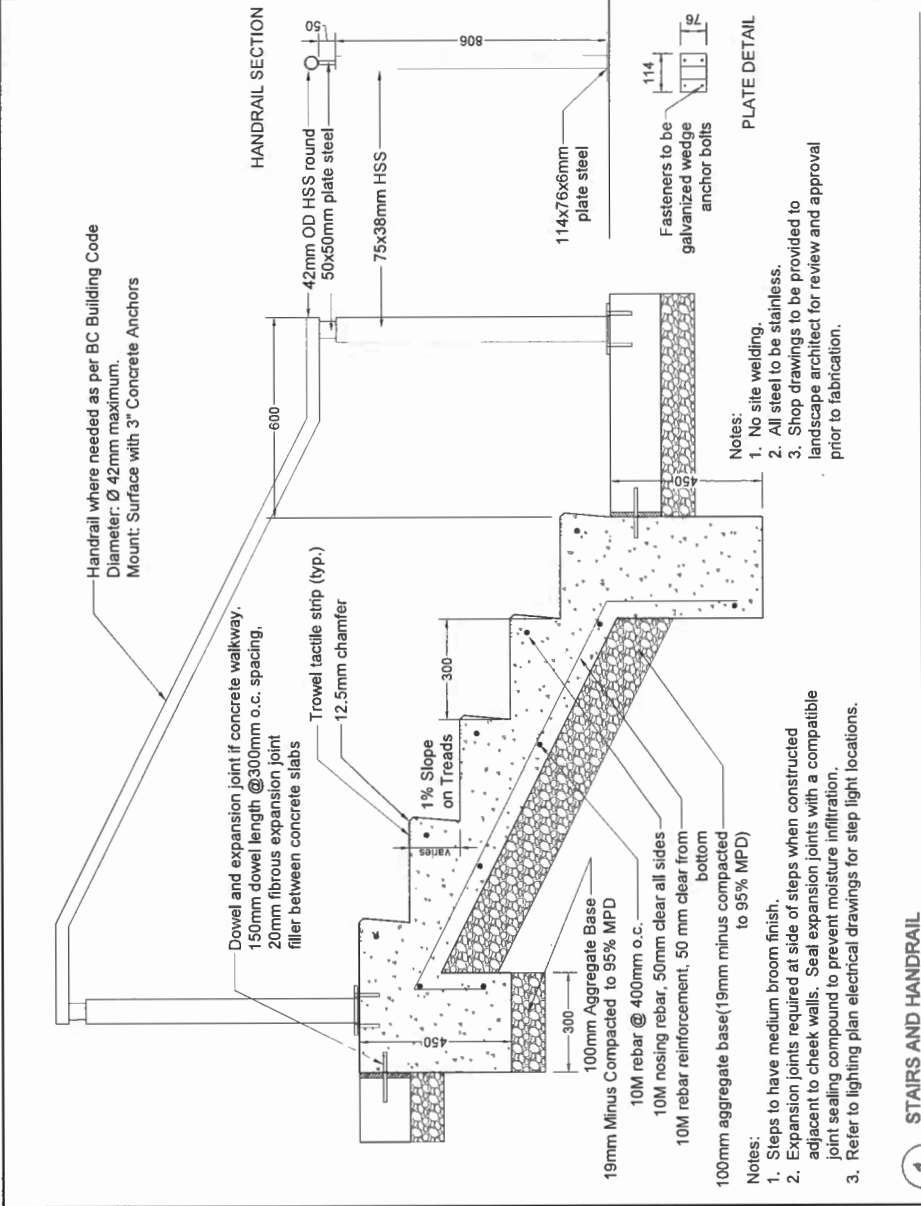 HANDRAIL SECTION
50
908
42mm OD HSS round
50x50mm plate steel
75x38mm HSS
114x76x6mm
plate steel
114
76
Fasteners to be
galvanized wedge
anchor bolts
PLATE DETAIL
Handrail where needed as per BC Building Code
Diameter: Ø 42mm maximum.
Mount: Surface with 3" Concrete Anchors
600
Dowel and expansion joint if concrete walkway,
150mm dowel length @300mm o.c. spacing,
20mm fibrous expansion joint
filler between concrete slabs
Trowel tactile strip (typ.)
12.5mm chamfer
300
1% Slope
on Treads
varies
450
450
300
100mm Aggregate Base
19mm Minus Compacted to 95% MPD
10M rebar @ 400mm o.c.
10M nosing rebar, 50mm clear all sides
10M rebar reinforcement, 50 mm clear from
bottom
100mm aggregate base(19mm minus compacted
to 95% MPD)
Notes:
1. Steps to have medium broom finish.
2. Expansion joints required at side of steps when constructed
adjacent to cheek walls. Seal expansion joints with a compatible
joint sealing compound to prevent moisture infiltration.
3. Refer to lighting plan electrical drawings for step light locations.
Notes:
1. No site welding.
2. All steel to be stainless.
3. Shop drawings to be provided to
landscape architect for review and approval
prior to fabrication.
STAIRS AND HANDRAIL